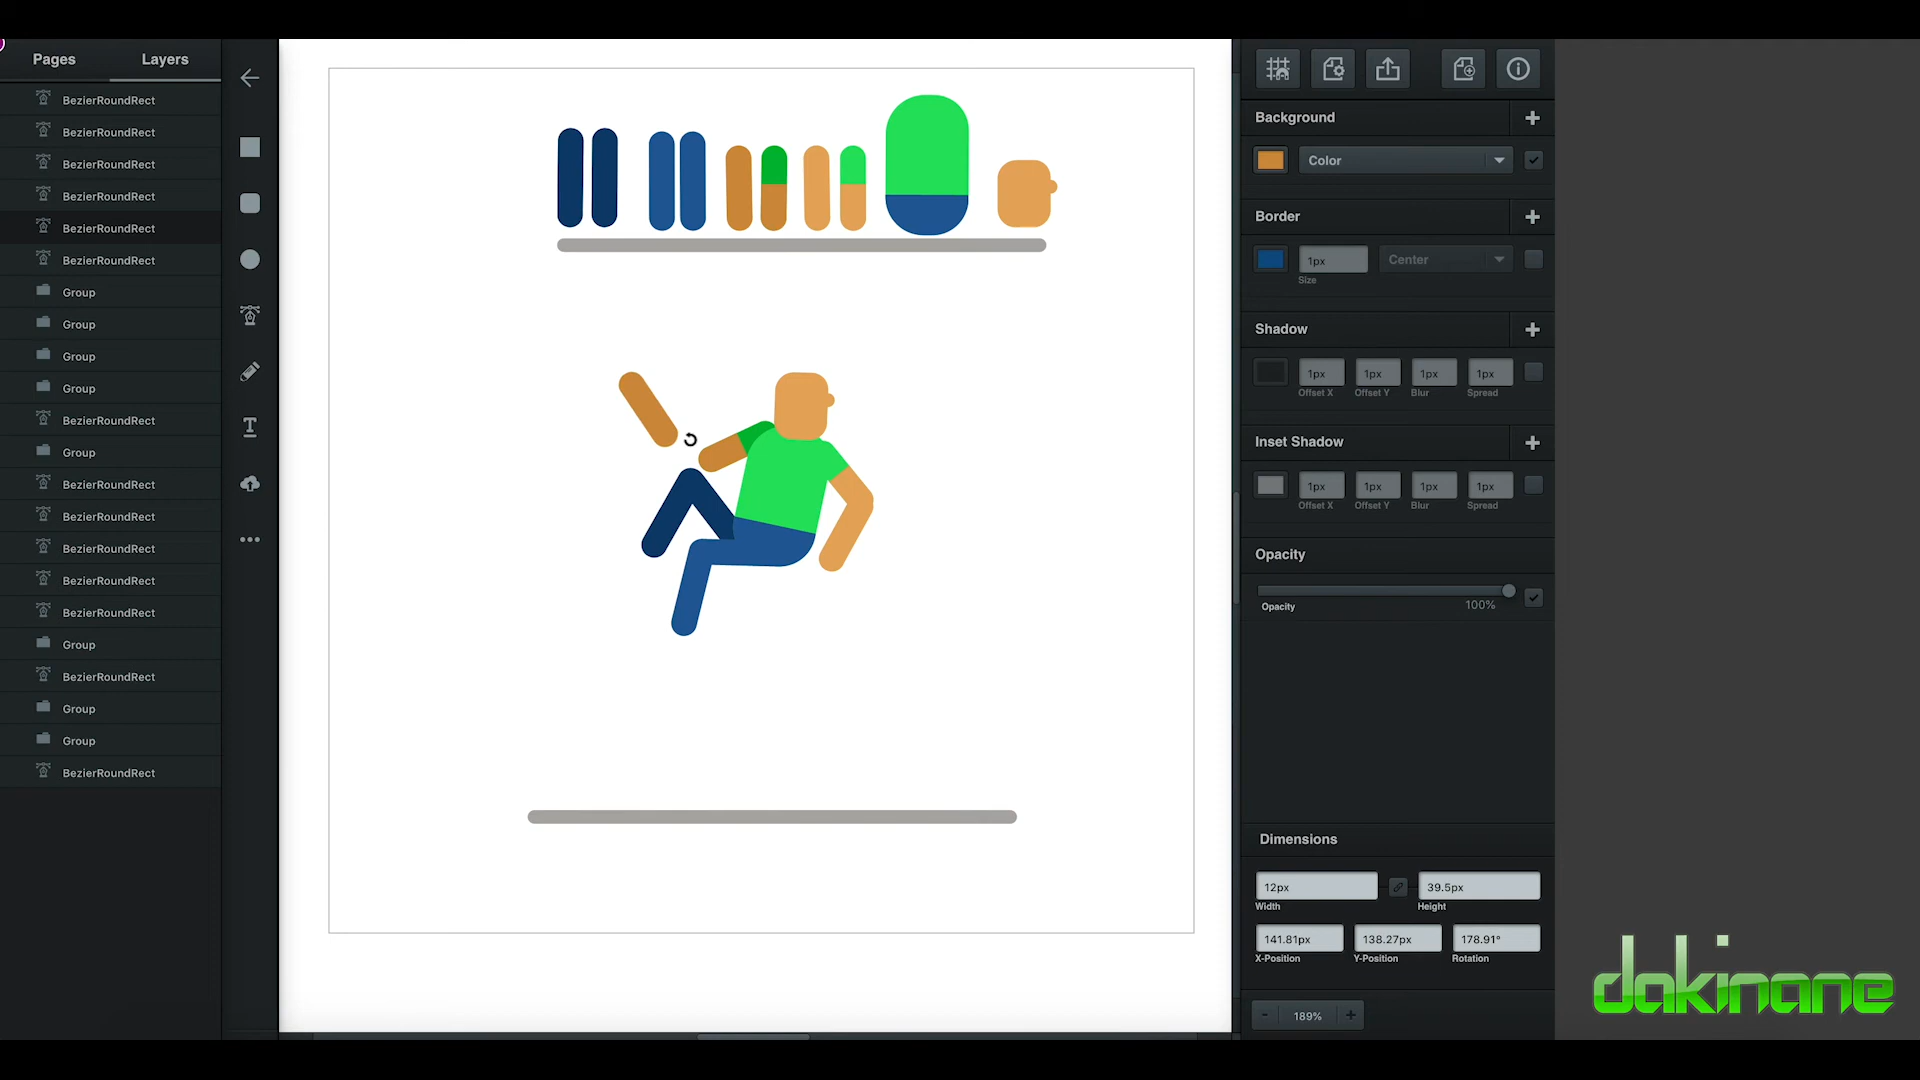 Pages Layers
BezierRoundRect
BezierRoundRect
BezierRoundRect
BezierRoundRect
BezierRoundRect
BezierRoundRect
Group
Group
Group
Group
BezierRoundRect
Group
BezierRoundRect
BezierRoundRect
BezierRoundRect
BezierRoundRect
BezierRoundRect
Group
BezierRoundRect
Group
Group
BezierRoundRect
Background
Color
Border
1px Center
Size
Shadow
1px 1px 1px 1px
Offset X Offset Y Blur Spread
Inset Shadow
1px 1px 1px 1px
Offset X Offset Y Blur Spread
Opacity
Opacity 100%
Dimensions
12px 39.5px
Width Height
141.81px 138.27px 178.91°
X-Position Y-Position Rotation
- 189% +
dakinane